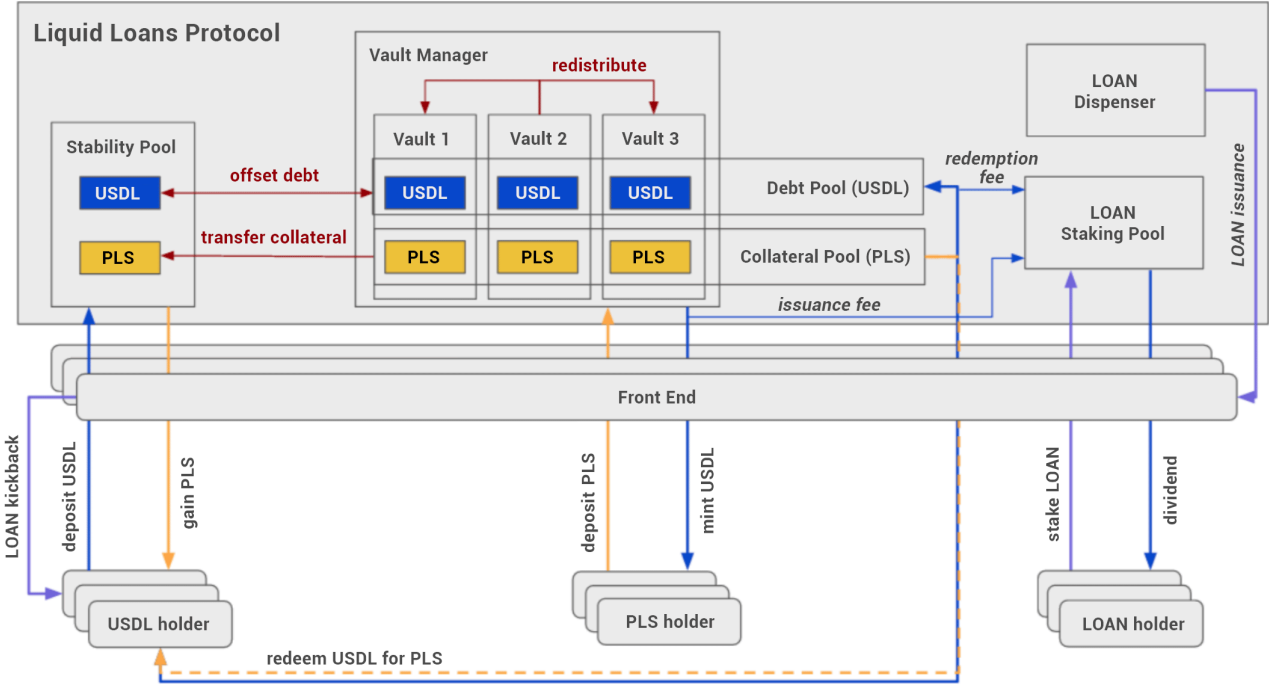 Liquid Loans Protocol
Vault Manager
redistribute
LOAN
Dispenser
Stability Pool
Vault 1
Vault 2
Vault 3
USDL
offset debt
USDL
USDL
USDL
Debt Pool (USDL)
redemption
fee
LOAN
Staking Pool
LOAN issuance
PLS
transfer collateral
PLS
PLS
PLS
Collateral Pool (PLS)
issuance fee
Front End
LOAN kickback
deposit USDL
gain PLS
deposit PLS
mint USDL
stake LOAN
dividend
USDL holder
PLS holder
LOAN holder
redeem USDL for PLS